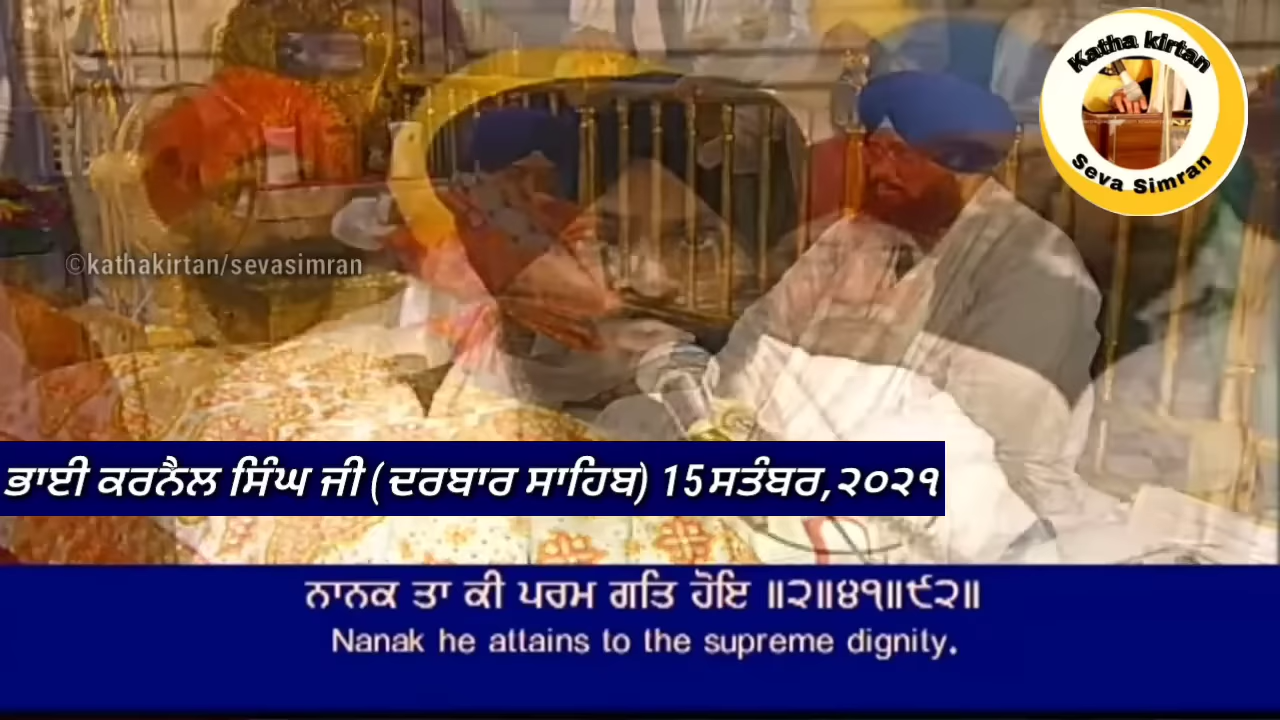 Katha kirtan
Seva Simran
©kathakirtan/sevasimran
ਭਾਈ ਕਰਨੈਲ ਸਿੰਘ ਜੀ (ਦਰਬਾਰ ਸਾਹਿਬ) 15 ਸਤੰਬਰ,੨੦੨੧
ਨਾਨਕ ਤਾ ਕੀ ਪਰਮ ਗਤਿ ਹੋਇ ॥੨॥੪੧॥੯੨॥
Nanak he attains to the supreme dignity.